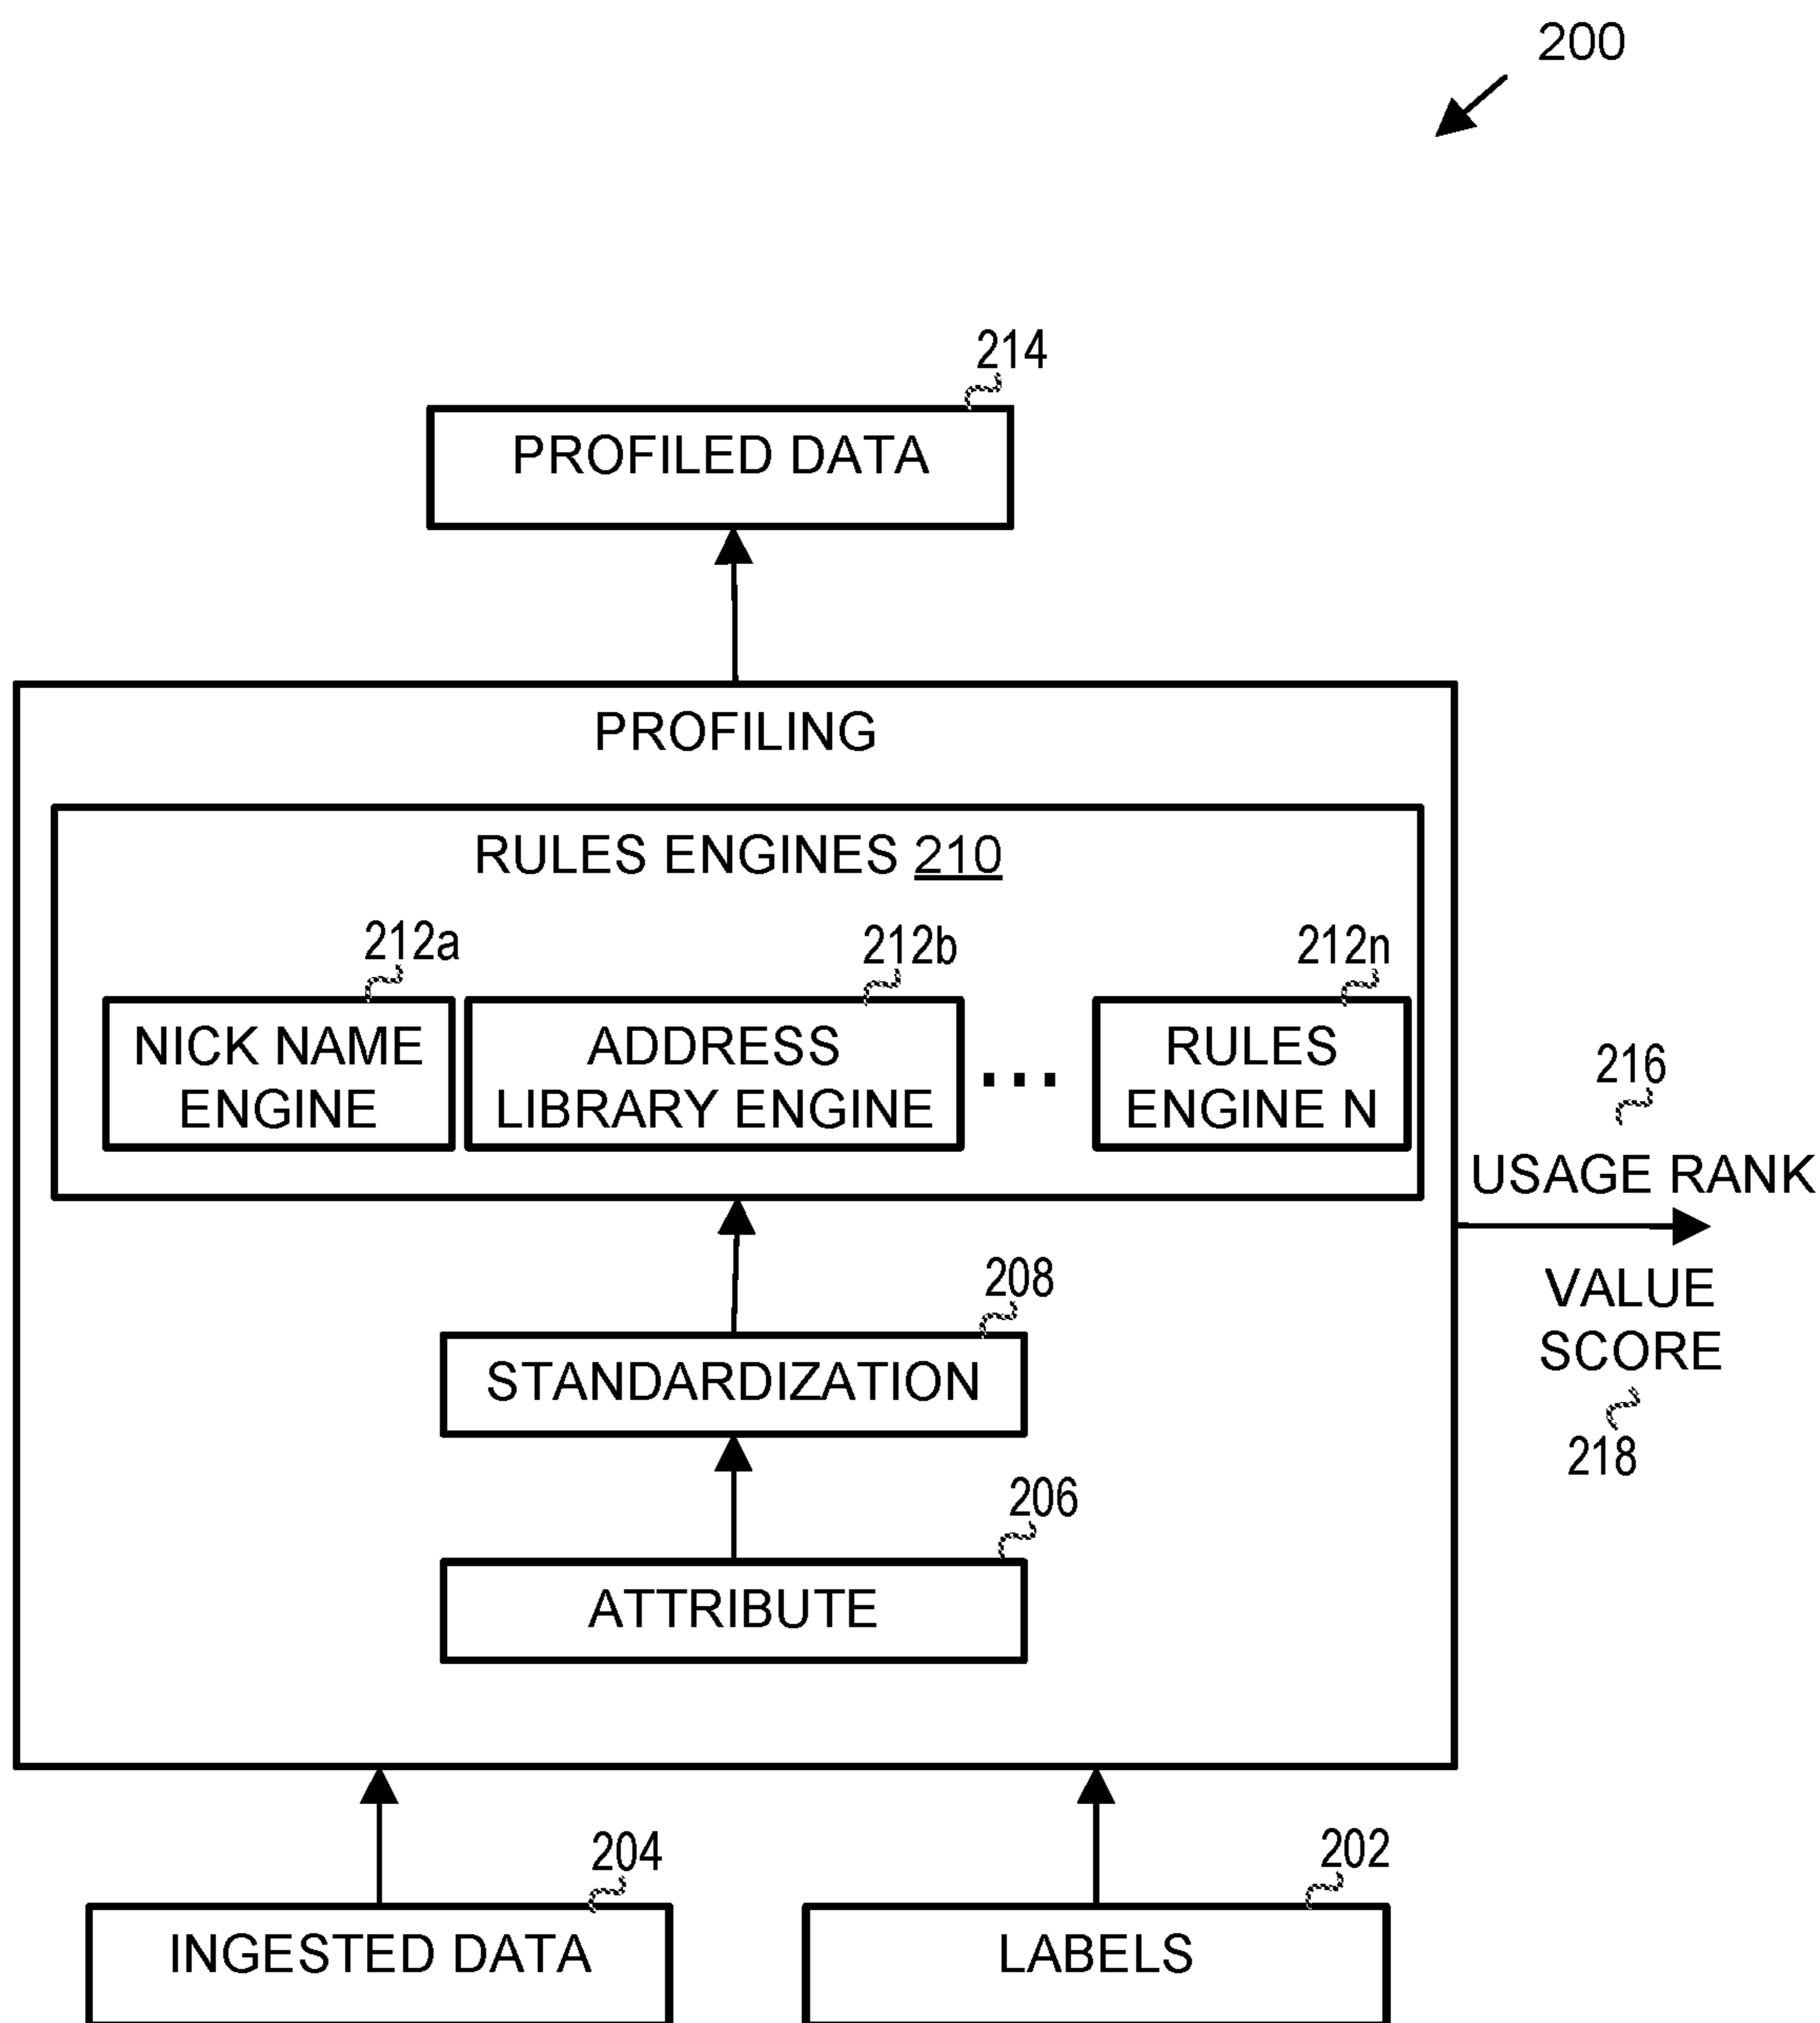 200
214
PROFILED DATA
PROFILING
RULES ENGINES 210
212a
212b
212n
NICK NAME
ENGINE
ADDRESS
LIBRARY ENGINE
...
RULES
ENGINE N
216
USAGE RANK
VALUE
SCORE
218
208
STANDARDIZATION
206
ATTRIBUTE
204
INGESTED DATA
202
LABELS